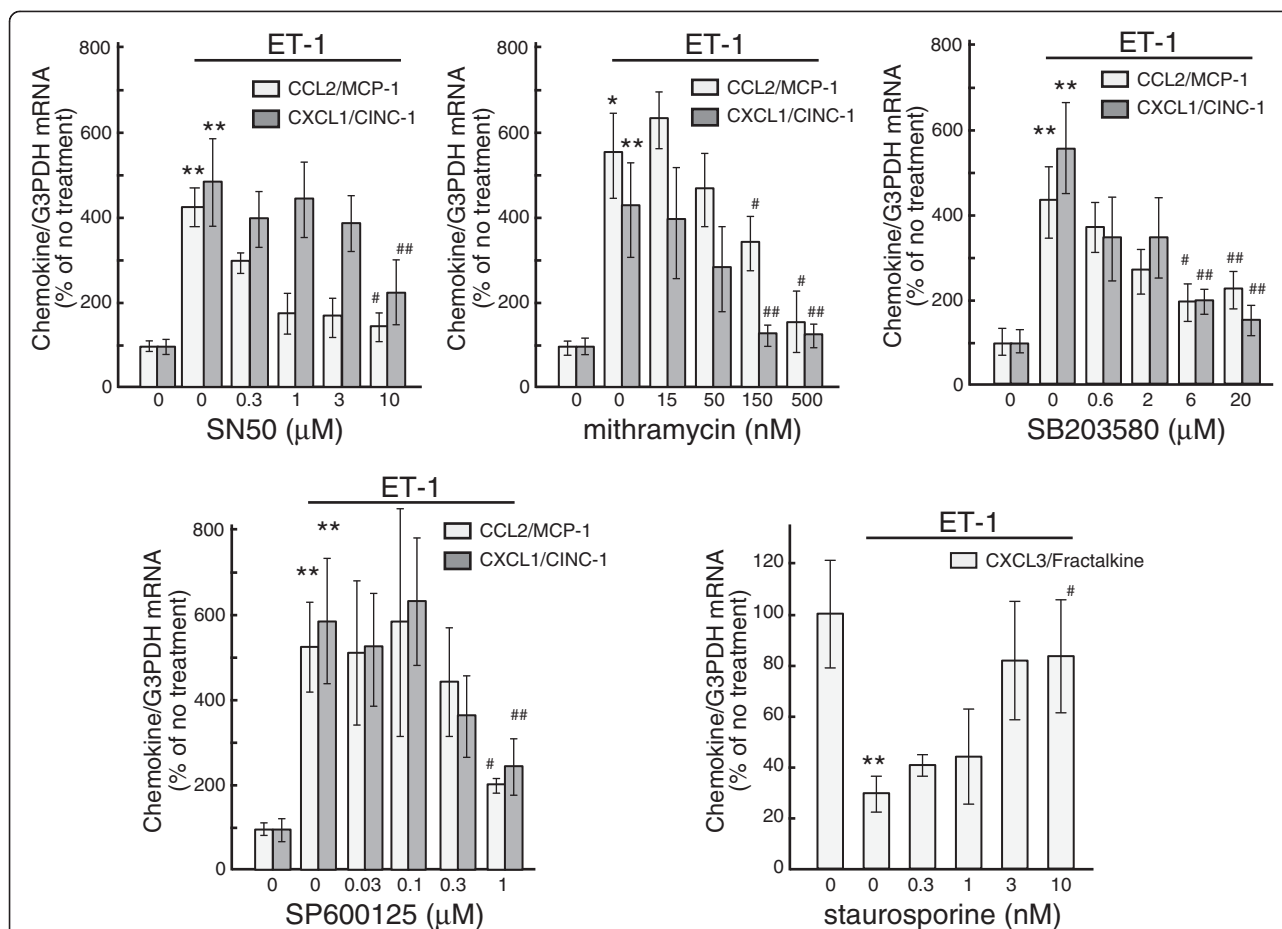 ET-1
800
600
400
200
0
Chemokine/G3PDH mRNA
(% of no treatment)
CCL2/MCP-1
CXCL1/CINC-1
** **
# ##
0 0 0.3 1 3 10
SN50 (μM)
ET-1
800
600
400
200
0
Chemokine/G3PDH mRNA
(% of no treatment)
CCL2/MCP-1
CXCL1/CINC-1
* **
# ## # ##
0 0 15 50 150 500
mithramycin (nM)
ET-1
800
600
400
200
0
Chemokine/G3PDH mRNA
(% of no treatment)
CCL2/MCP-1
CXCL1/CINC-1
** **
# ## ## ##
0 0 0.6 2 6 20
SB203580 (μM)
ET-1
800
600
400
200
0
Chemokine/G3PDH mRNA
(% of no treatment)
CCL2/MCP-1
CXCL1/CINC-1
** **
# ##
0 0 0.03 0.1 0.3 1
SP600125 (μM)
ET-1
120
100
80
60
40
20
0
Chemokine/G3PDH mRNA
(% of no treatment)
CXCL3/Fractalkine
**
#
0 0 0.3 1 3 10
staurosporine (nM)